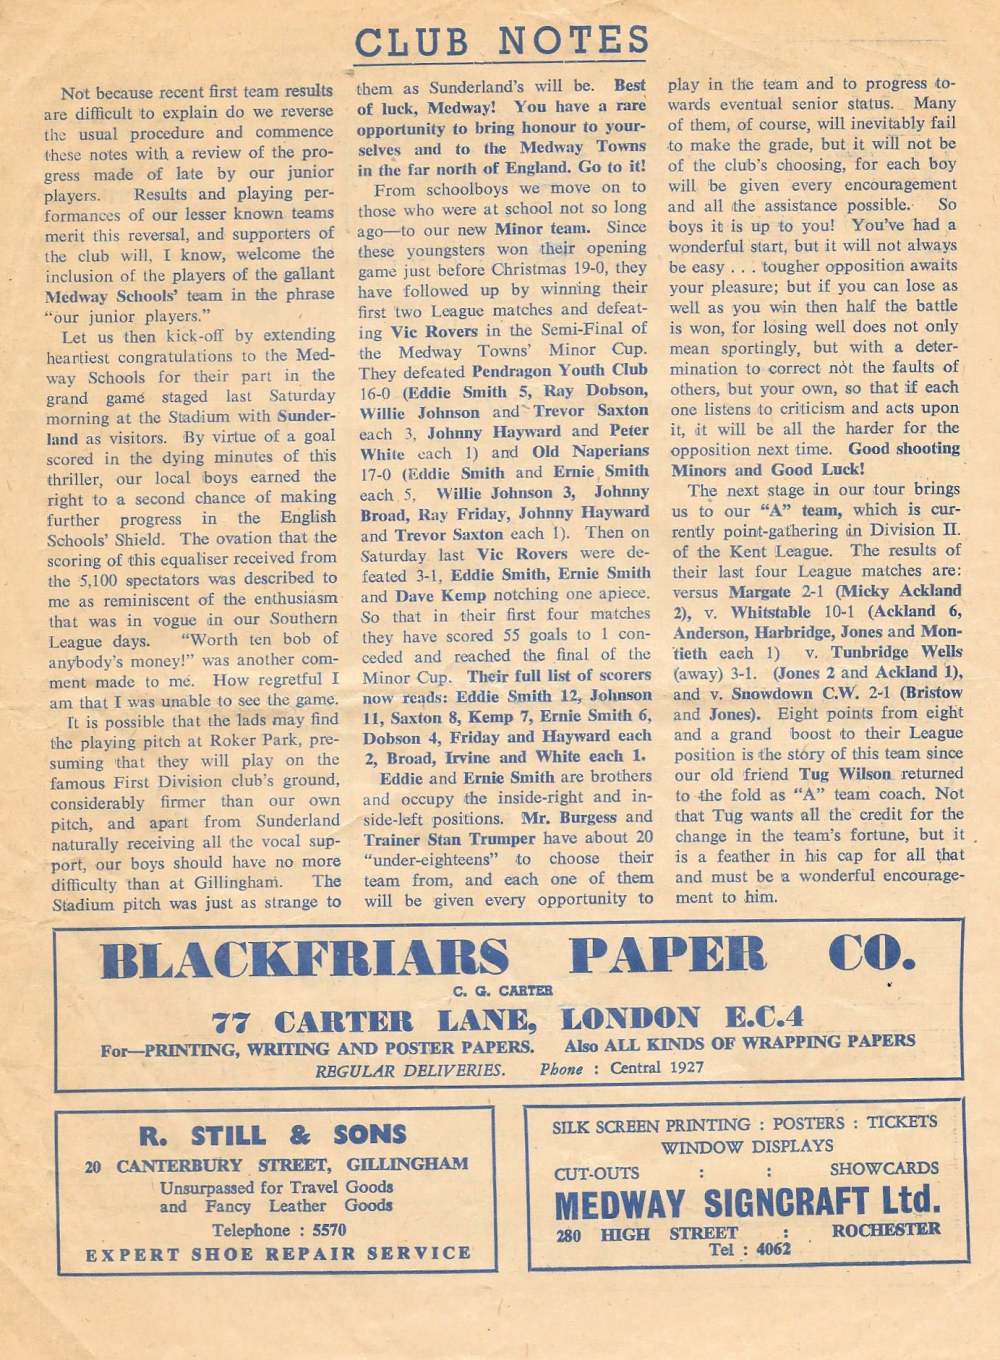 CLUB NOTES
Not because recent first team results
are difficult to explain do we reverse
the usual procedure and commence
these notes with a review of the pro-
gress made of late by our junior
players. Results and playing per-
formances of our lesser known teams
merit this reversal, and supporters of
the club will, I know, welcome the
inclusion of the players of the gallant
Medway Schools' team in the phrase
"our junior players."
Let us then kick-off by extending
heartiest congratulations to the Med-
way Schools for their part in the
grand game staged last Saturday
morning at the Stadium with Sunder-
land as visitors. By virtue of a goal
scored in the dying minutes of this
thriller, our local boys earned the
right to a second chance of making
further progress in the English
Schools' Shield. The ovation that the
scoring of this equaliser received from
the 5,100 spectators was described to
me as reminiscent of the enthusiasm
that was in vogue in our Southern
League days. "Worth ten bob of
anybody's money!" was another com-
ment made to me. How regretful I
am that I was unable to see the game.
It is possible that the lads may find
the playing pitch at Roker Park, pre-
suming that they will play on the
famous First Division club's ground,
considerably firmer than our own
pitch, and apart from Sunderland
naturally receiving all the vocal sup-
port, our boys should have no more
difficulty than at Gillingham. The
Stadium pitch was just as strange to
them as Sunderland's will be. Best
of luck, Medway! You have a rare
opportunity to bring honour to your-
selves and to the Medway Towns
in the far north of England. Go to it!
From schoolboys we move on to
those who were at school not so long
ago—to our new Minor team. Since
these youngsters won their opening
game just before Christmas 19-0, they
have followed up by winning their
first two League matches and defeat-
ing Vic Rovers in the Semi-Final of
the Medway Towns' Minor Cup.
They defeated Pendragon Youth Club
16-0 (Eddie Smith 5, Ray Dobson,
Willie Johnson and Trevor Saxton
each 3, Johnny Hayward and Peter
White each 1) and Old Naperians
17-0 (Eddie Smith and Ernie Smith
each 5, Willie Johnson 3, Johnny
Broad, Ray Friday, Johnny Hayward
and Trevor Saxton each 1). Then on
Saturday last Vic Rovers were de-
feated 3-1, Eddie Smith, Ernie Smith
and Dave Kemp notching one apiece.
So that in their first four matches
they have scored 55 goals to 1 con-
ceded and reached the final of the
Minor Cup. Their full list of scorers
now reads: Eddie Smith 12, Johnson
11, Saxton 8, Kemp 7, Ernie Smith 6,
Dobson 4, Friday and Hayward each
2, Broad, Irvine and White each 1.
Eddie and Ernie Smith are brothers
and occupy the inside-right and in-
side-left positions. Mr. Burgess and
Trainer Stan Trumper have about 20
"under-eighteens" to choose their
team from, and each one of them
will be given every opportunity to
play in the team and to progress to-
wards eventual senior status. Many
of them, of course, will inevitably fail
to make the grade, but it will not be
of the club's choosing, for each boy
will be given every encouragement
and all the assistance possible. So
boys it is up to you! You've had a
wonderful start, but it will not always
be easy . . . tougher opposition awaits
your pleasure; but if you can lose as
well as you win then half the battle
is won, for losing well does not only
mean sportingly, but with a deter-
mination to correct not the faults of
others, but your own, so that if each
one listens to criticism and acts upon
it, it will be all the harder for the
opposition next time. Good shooting
Minors and Good Luck!
The next stage in our tour brings
us to our "A" team, which is cur-
rently point-gathering in Division II.
of the Kent League. The results of
their last four League matches are:
versus Margate 2-1 (Micky Ackland
2), v. Whitstable 10-1 (Ackland 6,
Anderson, Harbridge, Jones and Mon-
tieth each 1) v. Tunbridge Wells
(away) 3-1. (Jones 2 and Ackland 1),
and v. Snowdown C.W. 2-1 (Bristow
and Jones). Eight points from eight
and a grand boost to their League
position is the story of this team since
our old friend Tug Wilson returned
to the fold as "A" team coach. Not
that Tug wants all the credit for the
change in the team's fortune, but it
is a feather in his cap for all that
and must be a wonderful encourage-
ment to him.
BLACKFRIARS PAPER CO.
C. G. CARTER
77 CARTER LANE, LONDON E.C.4
For—PRINTING, WRITING AND POSTER PAPERS. Also ALL KINDS OF WRAPPING PAPERS
REGULAR DELIVERIES. Phone : Central 1927
R. STILL & SONS
20 CANTERBURY STREET, GILLINGHAM
Unsurpassed for Travel Goods
and Fancy Leather Goods
Telephone : 5570
EXPERT SHOE REPAIR SERVICE
SILK SCREEN PRINTING : POSTERS : TICKETS
WINDOW DISPLAYS
CUT-OUTS : : SHOWCARDS
MEDWAY SIGNCRAFT Ltd.
280 HIGH STREET : ROCHESTER
Tel : 4062